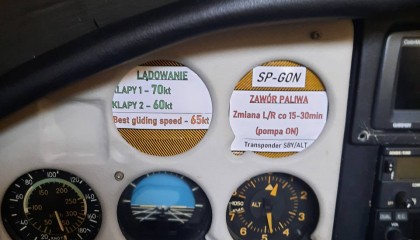 LĄDOWANIE
KLAPY 1 - 70kt
KLAPY 2 - 60kt
Best gliding speed - 65kt
SP-GON
ZAWÓR PALIWA
Zmiana L/R co 15-30min
(pompa ON)
Transponder SBY/ALT
ALT